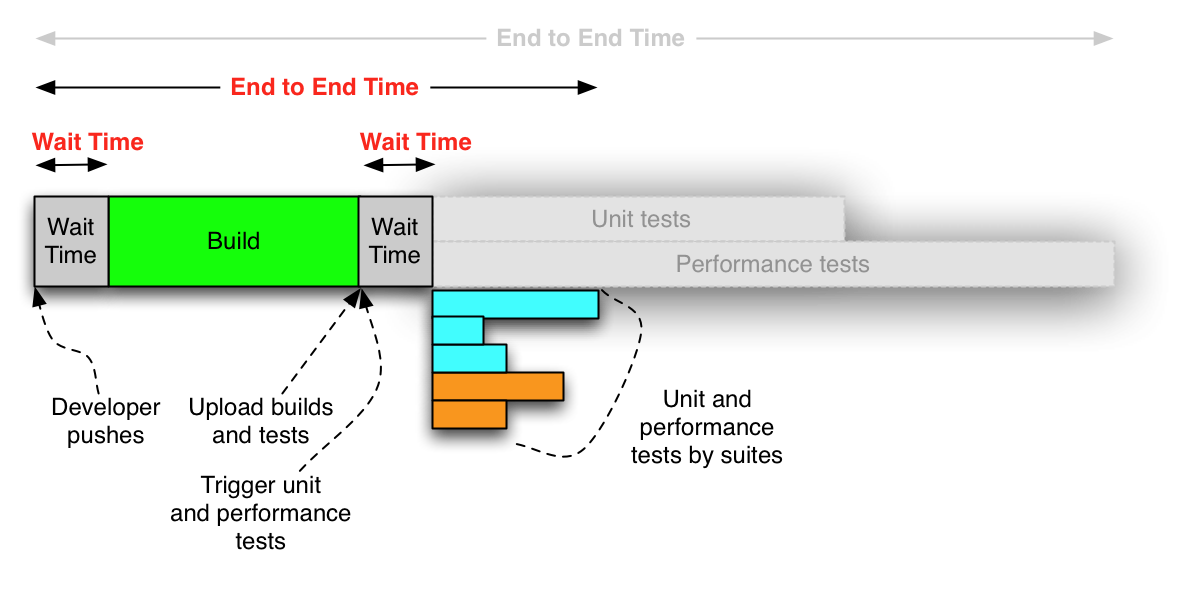 End to End Time
End to End Time
Wait Time
Wait Time
Wait
Time
Build
Wait
Time
Unit tests
Performance tests
Developer
pushes
Upload builds
and tests
Trigger unit
and performance
tests
Unit and
performance
tests by suites